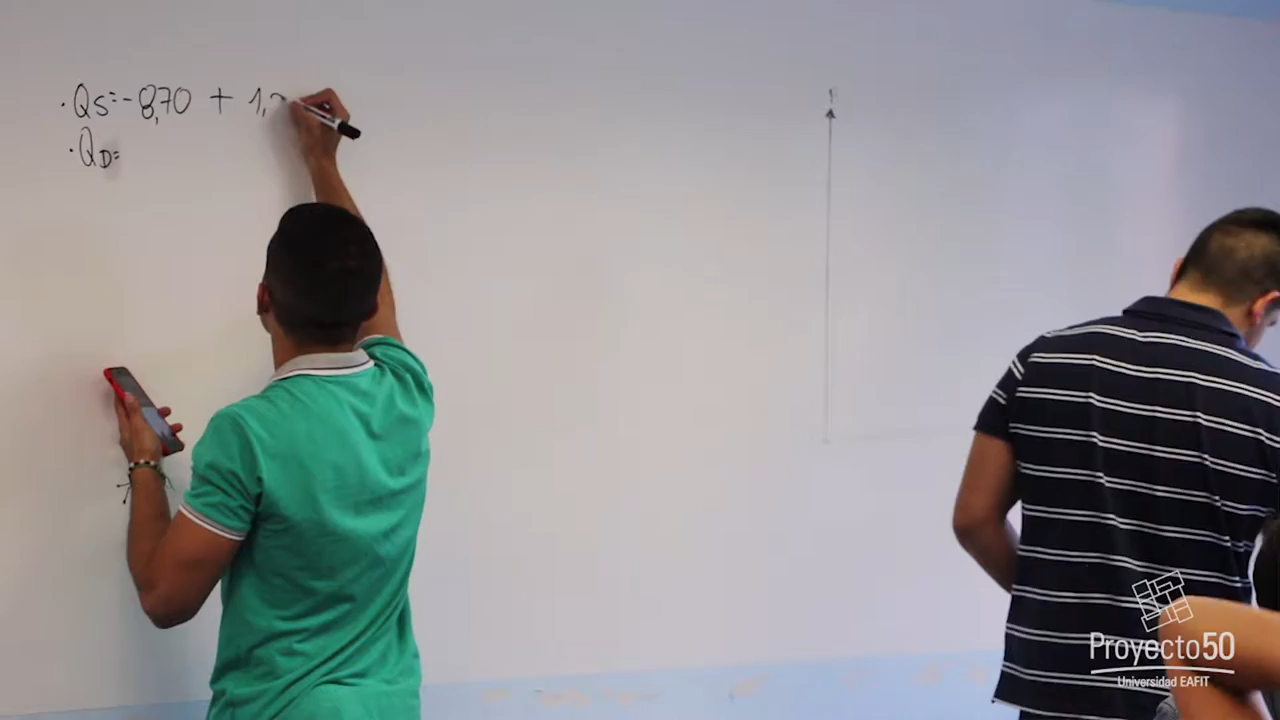 · Qs = -8,70 + 1,
· QD =
P
Proyecto50
Universidad EAFIT